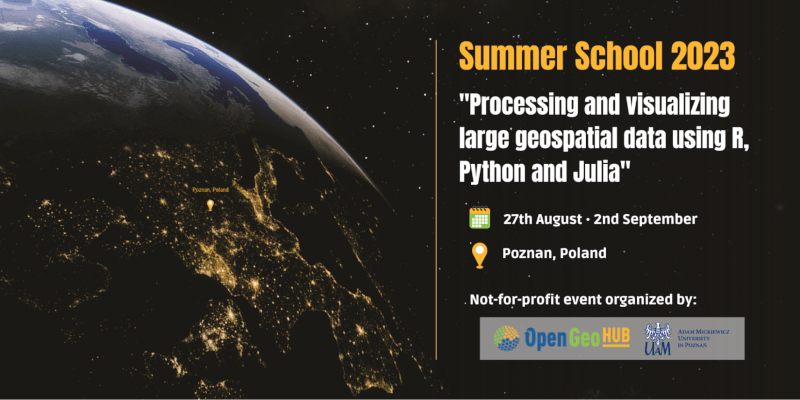 Summer School 2023
"Processing and visualizing
large geospatial data using R,
Python and Julia"
Poznan, Poland
27th August · 2nd September
Poznan, Poland
Not-for-profit event organized by:
OpenGeoHUB
UAM
ADAM MICKIEWICZ
UNIVERSITY
IN POZNAŃ